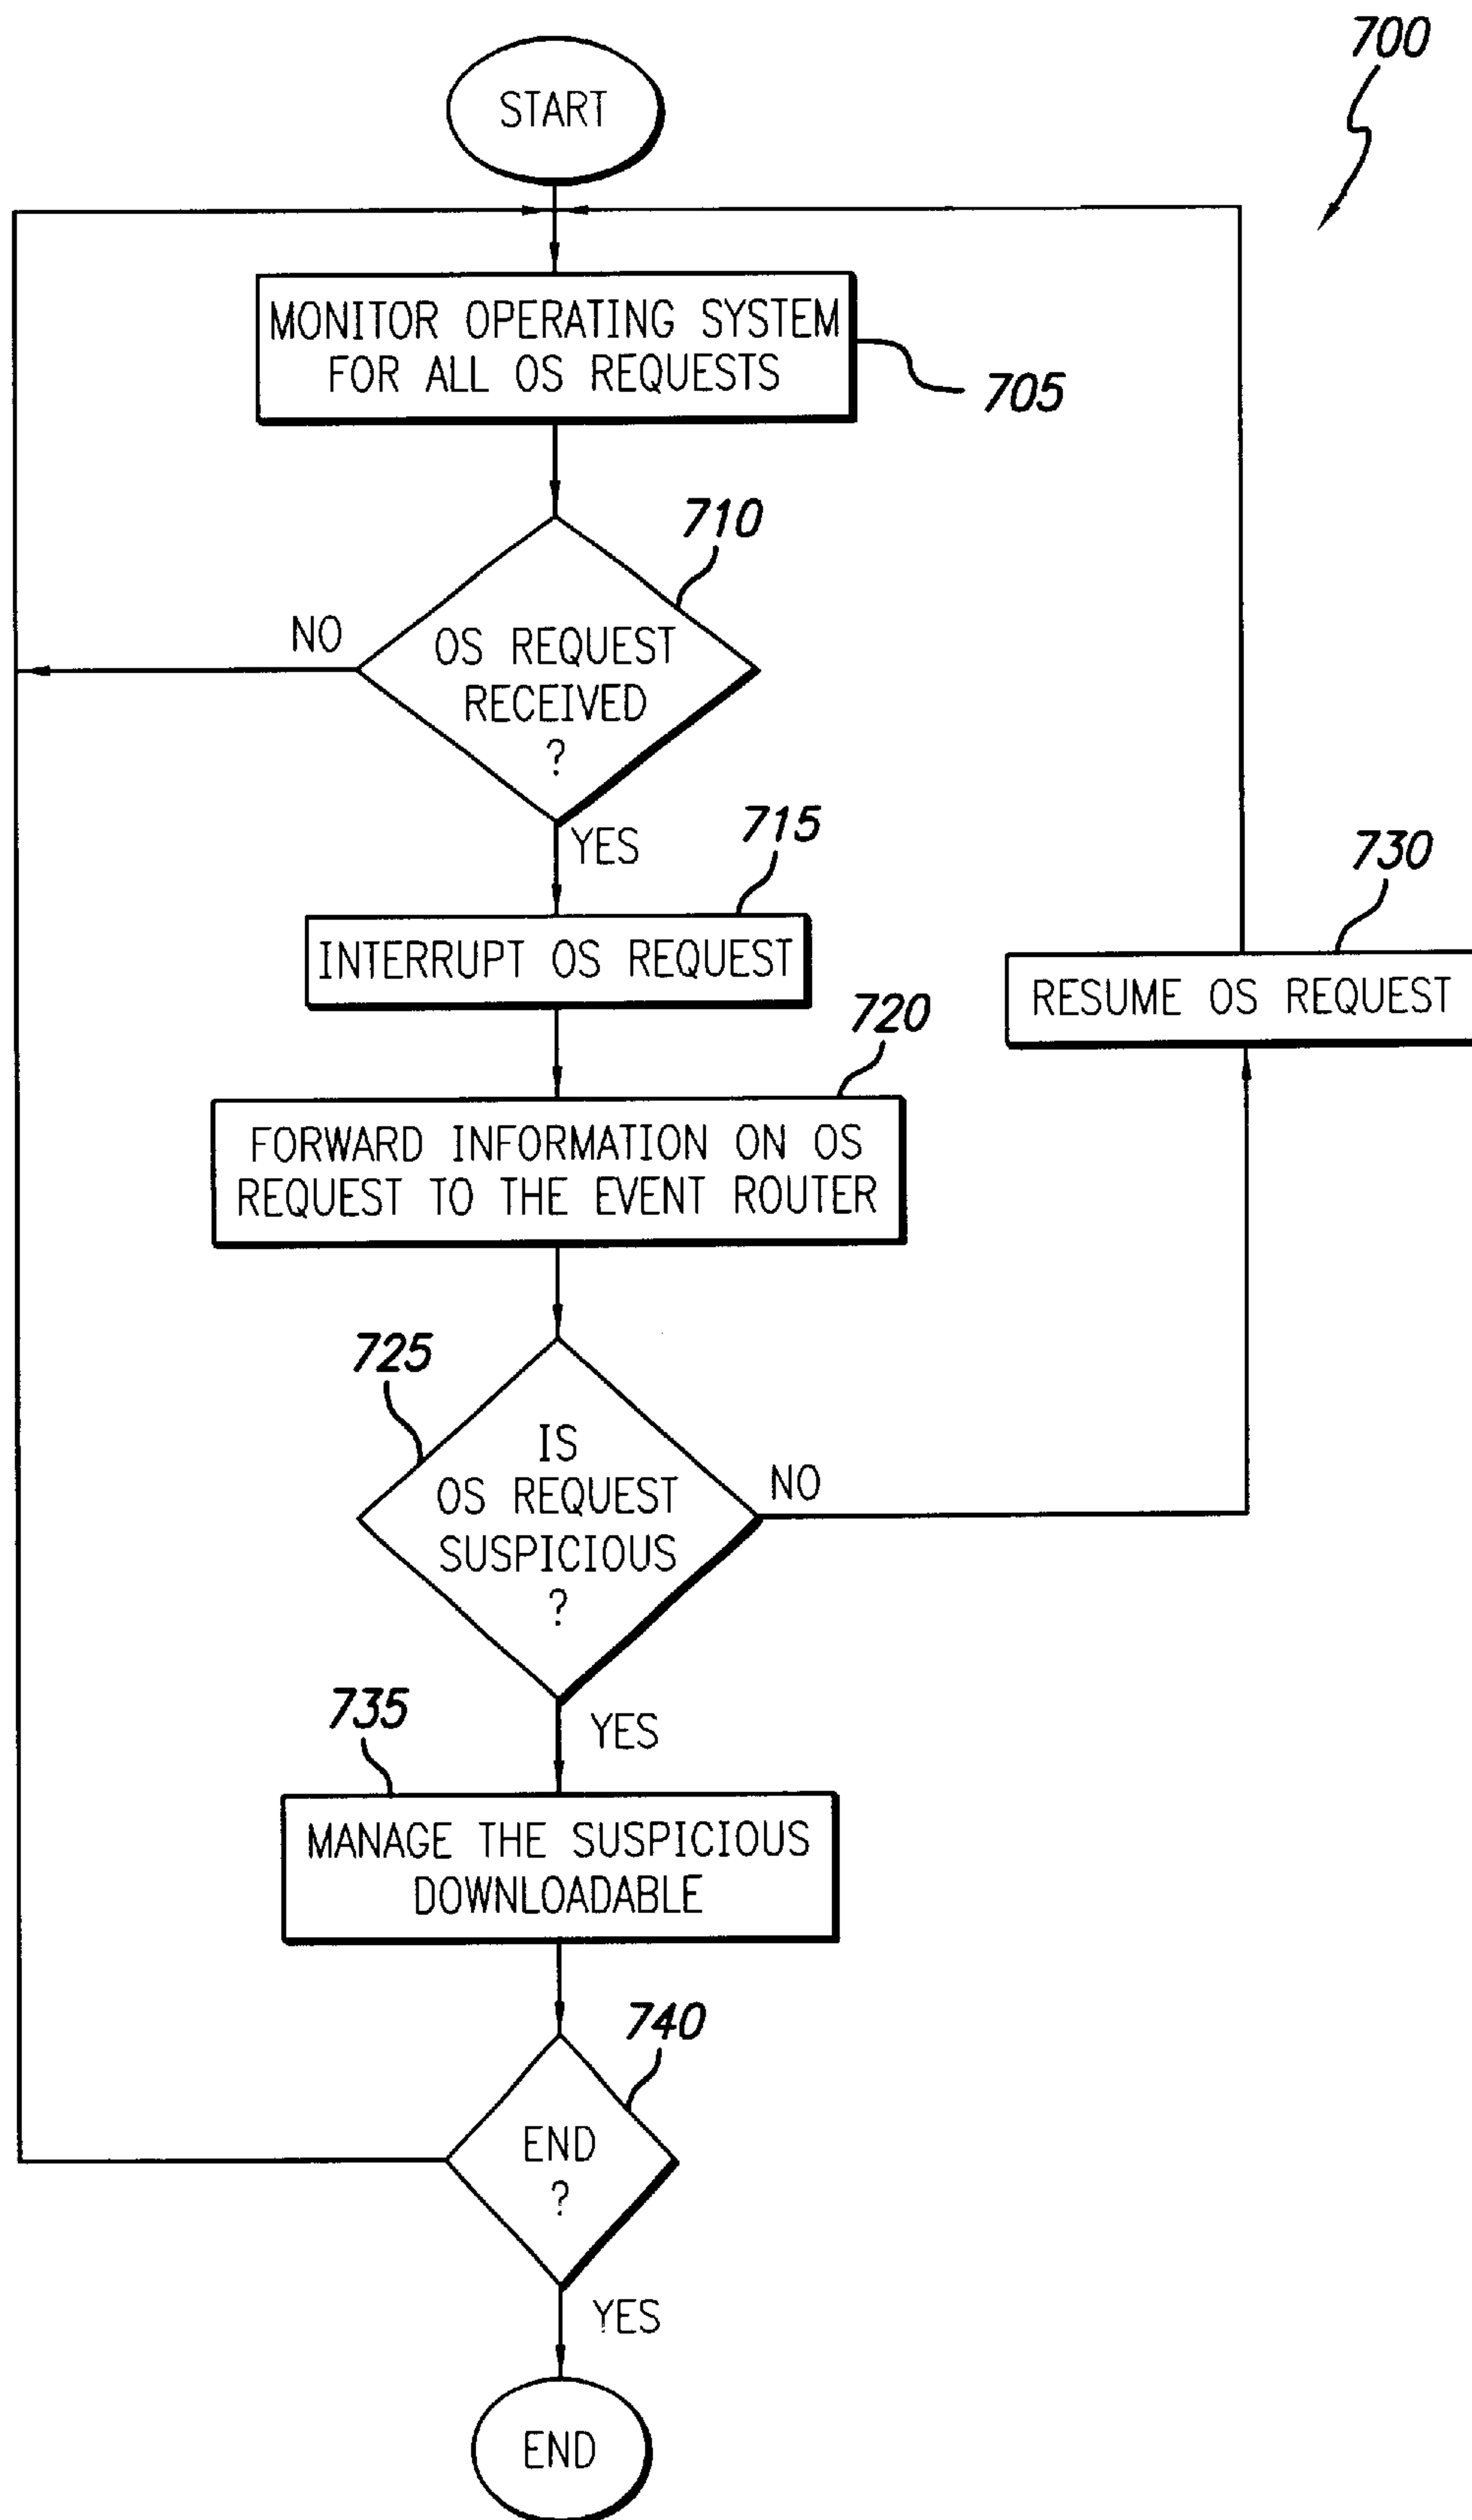 700
START
MONITOR OPERATING SYSTEM
FOR ALL OS REQUESTS
705
710
NO
OS REQUEST
RECEIVED
?
YES
715
INTERRUPT OS REQUEST
730
RESUME OS REQUEST
720
FORWARD INFORMATION ON OS
REQUEST TO THE EVENT ROUTER
725
IS
OS REQUEST
SUSPICIOUS
?
NO
YES
735
MANAGE THE SUSPICIOUS
DOWNLOADABLE
740
END
?
YES
END